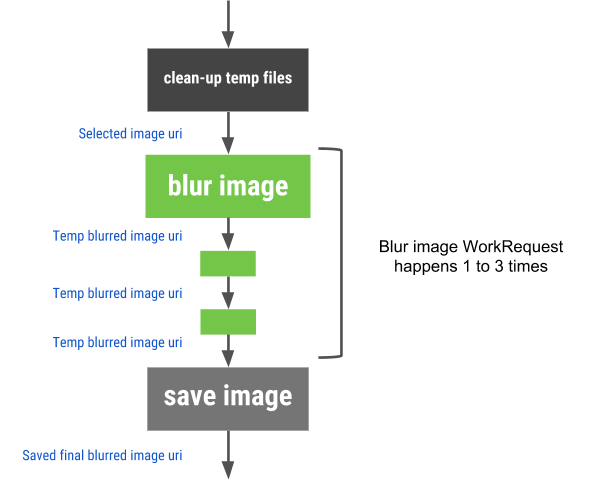 clean-up temp files
Selected image uri
blur image
Temp blurred image uri
Blur image WorkRequest
happens 1 to 3 times
Temp blurred image uri
Temp blurred image uri
save image
Saved final blurred image uri